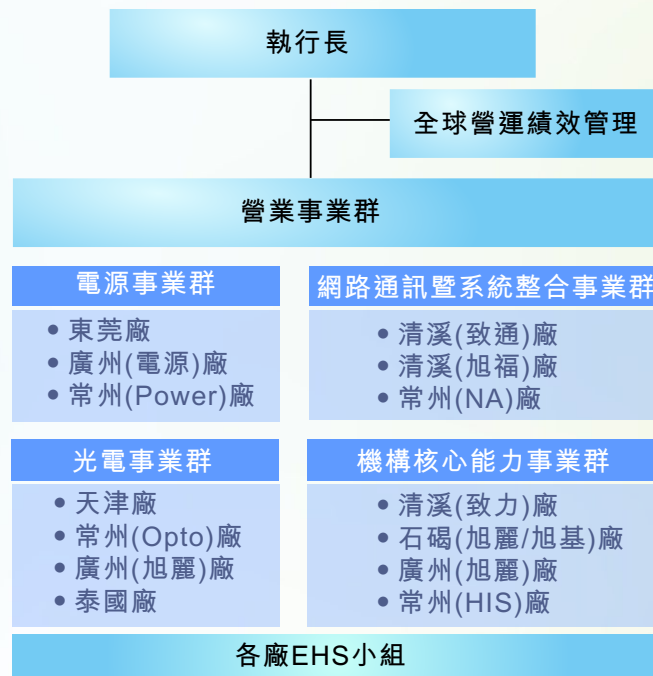 執行長
全球營運績效管理
營業事業群
電源事業群
• 東莞廠
• 廣州(電源)廠
• 常州(Power)廠
網路通訊暨系統整合事業群
• 清溪(致通)廠
• 清溪(旭福)廠
• 常州(NA)廠
光電事業群
• 天津廠
• 常州(Opto)廠
• 廣州(旭麗)廠
• 泰國廠
機構核心能力事業群
• 清溪(致力)廠
• 石碣(旭麗/旭基)廠
• 廣州(旭麗)廠
• 常州(HIS)廠
各廠EHS小組